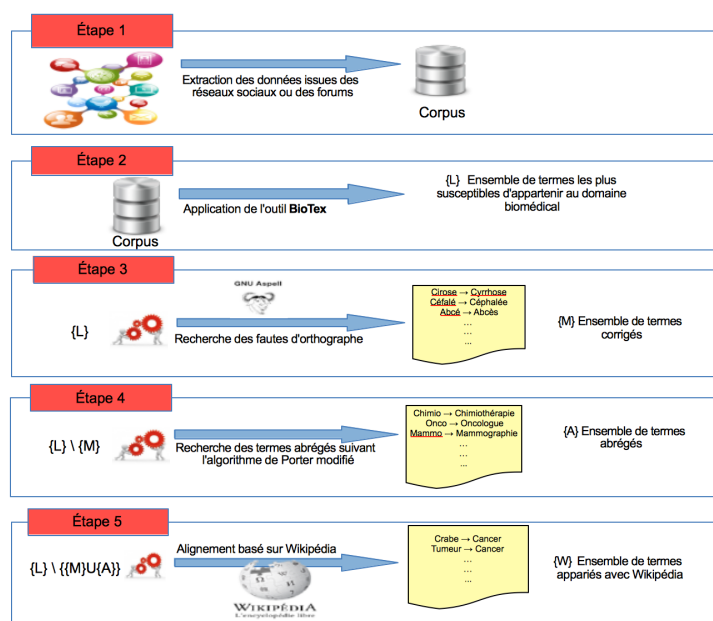 Étape 1
Extraction des données issues des
réseaux sociaux ou des forums
Corpus
Étape 2
Corpus
Application de l'outil BioTex
{L} Ensemble de termes les plus
susceptibles d'appartenir au domaine
biomédical
Étape 3
{L}
GNU Aspell
Recherche des fautes d'orthographe
Cirose → Cyrrhose
Céfalé → Céphalée
Abcé → Abcès
...
...
...
{M} Ensemble de termes
corrigés
Étape 4
{L} \ {M}
Recherche des termes abrégés suivant
l'algorithme de Porter modifié
Chimio → Chimiothérapie
Onco → Oncologue
Mammo → Mammographie
...
...
...
{A} Ensemble de termes
abrégés
Étape 5
{L} \ {{M}U{A}}
Alignement basé sur Wikipédia
WIKIPÉDIA
L'encyclopédie libre
Crabe → Cancer
Tumeur → Cancer
...
...
...
{W} Ensemble de termes
appariés avec Wikipédia